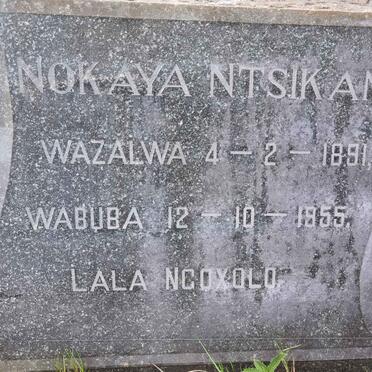 NOKAYA NTSIKAN
WAZALWA 4 – 2 – 1891,
WABUBA 12 – 10 – 1955,
LALA NGOXOLO,